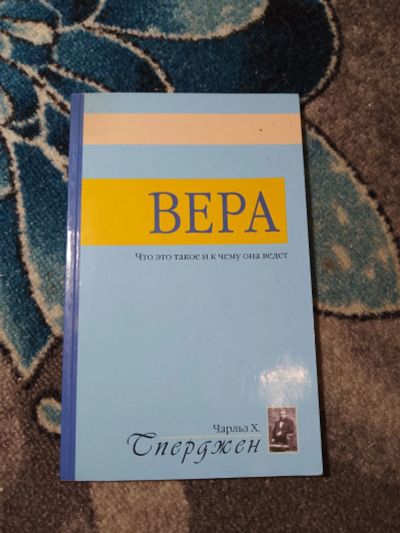 ВЕРА
Что это такое и к чему она ведет
Чарльз Х.
Сперджен